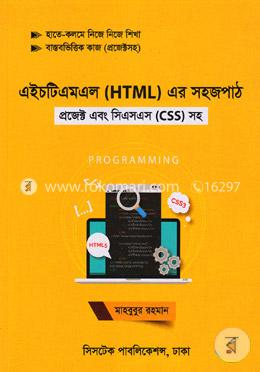 হাতে-কলমে নিজে নিজে শিখা
বাস্তবভিত্তিক কাজ (প্রজেক্টসহ)
এইচটিএমএল (HTML) এর সহজপাঠ
প্রজেক্ট এবং সিএসএস (CSS) সহ
PROGRAMMING
www.rokomari.com 16297
CSS3
[...]
HTML5
মাহবুবুর রহমান
সিসটেক পাবলিকেশন্স, ঢাকা